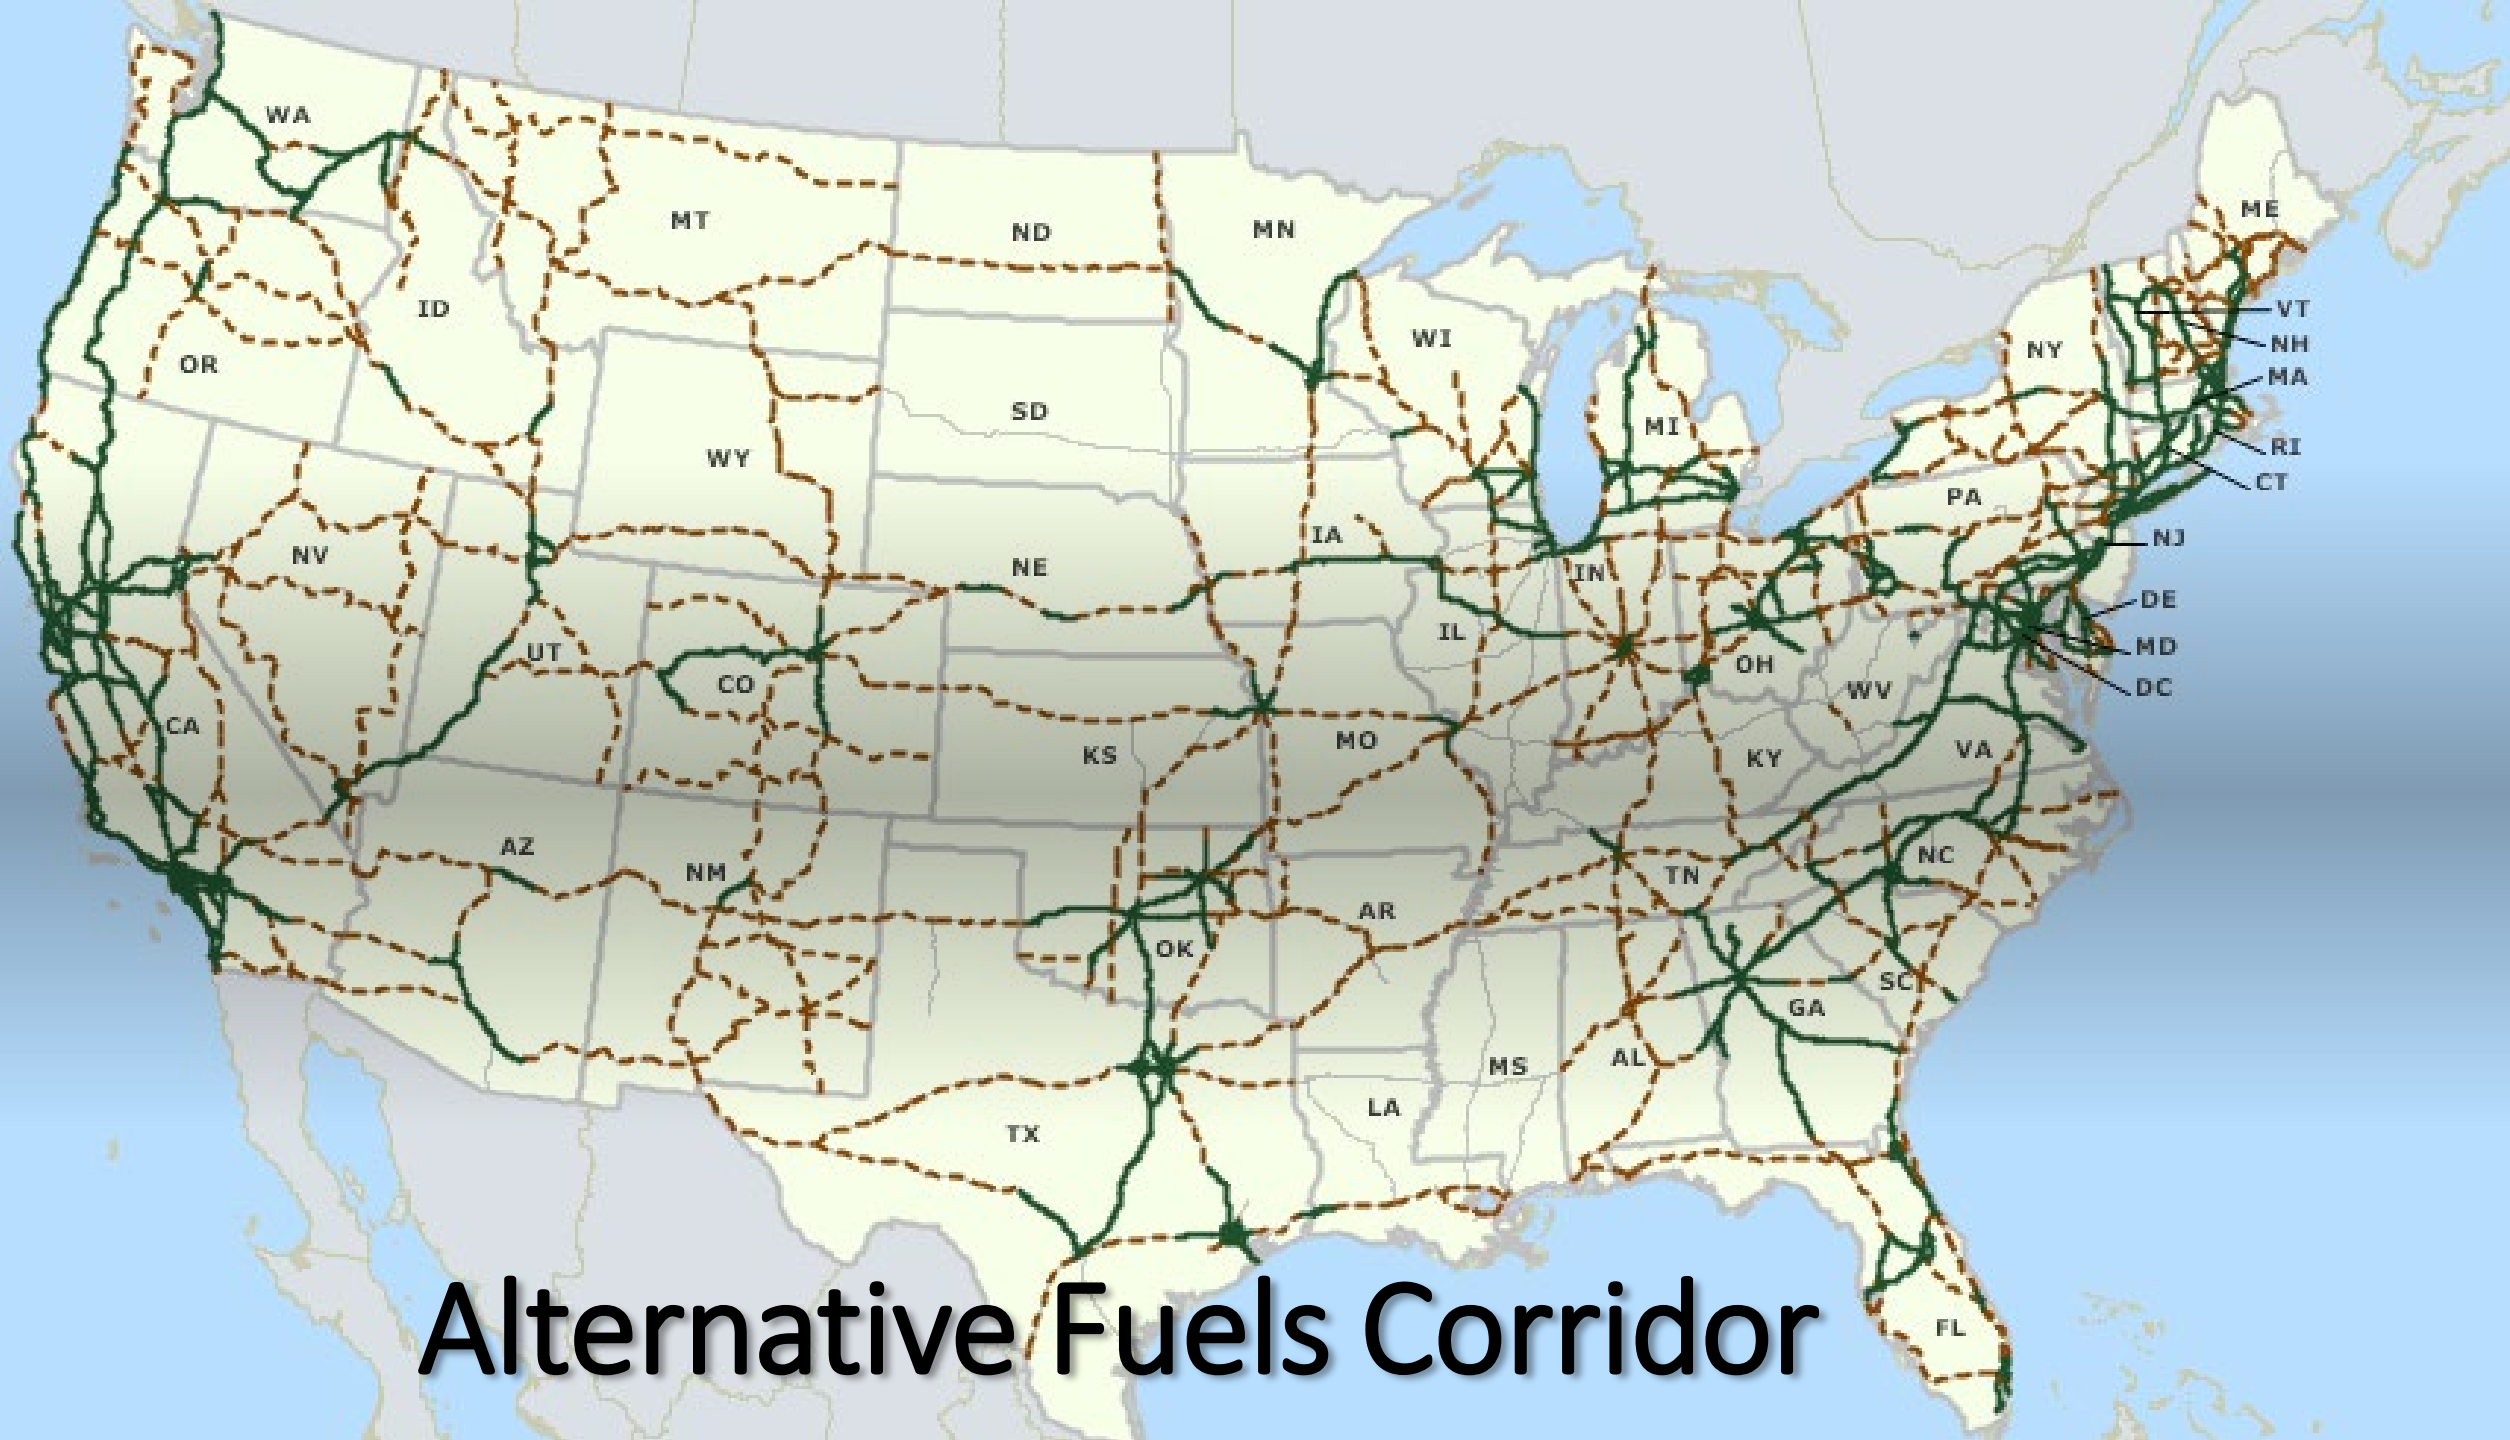 WA
MT
ND
MN
ME
ID
OR
WI
NY
VT
NH
MA
SD
MI
RI
WY
CT
PA
IA
NV
NE
IN
NJ
DE
IL
UT
OH
MD
CO
WV
DC
CA
KS
MO
KY
VA
AZ
NM
TN
NC
AR
OK
SC
GA
AL
MS
LA
TX
FL
Alternative Fuels Corridor